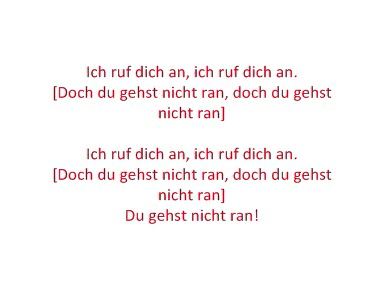 Ich ruf dich an, ich ruf dich an.
[Doch du gehst nicht ran, doch du gehst
nicht ran]
Ich ruf dich an, ich ruf dich an.
[Doch du gehst nicht ran, doch du gehst
nicht ran]
Du gehst nicht ran!